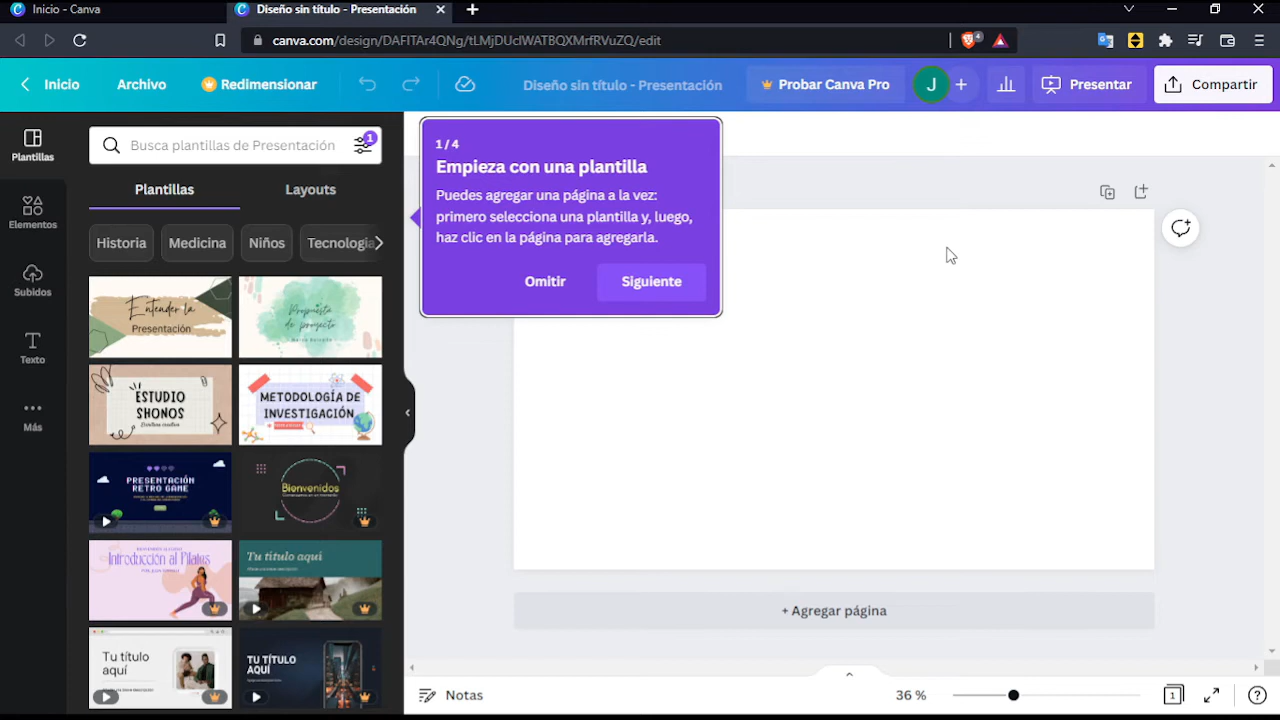 Inicio - Canva
Diseño sin título - Presentación
canva.com/design/DAFITAr4QNg/tLMjDUclWATBQXMrfRVuZQ/edit
4
Inicio
Archivo
Redimensionar
Diseño sin título - Presentación
Probar Canva Pro
J
Presentar
Compartir
Plantillas
Elementos
Subidos
Texto
Más
Busca plantillas de Presentación
1
Plantillas
Layouts
Historia
Medicina
Niños
Tecnología
Entender la
Presentación
Propuesta
de proyecto
ESTUDIO
SHONOS
METODOLOGÍA DE
INVESTIGACIÓN
PRESENTACIÓN
RETRO GAME
Bienvenidos
Introducción al Pilates
Tu título aquí
Tu título
aquí
TU TÍTULO
AQUÍ
1/4
Empieza con una plantilla
Puedes agregar una página a la vez:
primero selecciona una plantilla y, luego,
haz clic en la página para agregarla.
Omitir
Siguiente
+ Agregar página
Notas
36 %
1